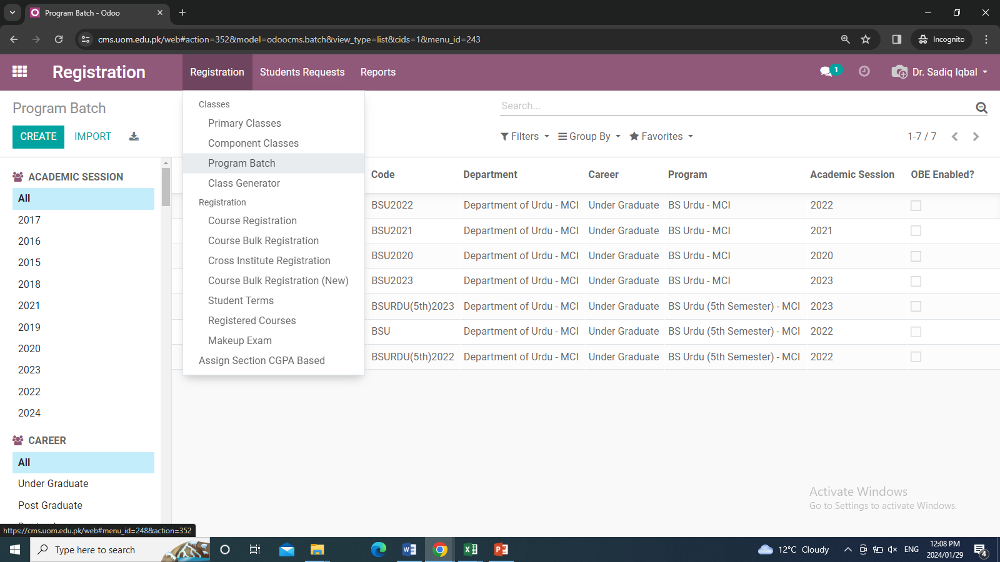 Program Batch - Odoo
cms.uom.edu.pk/web#action=352&model=odoocms.batch&view_type=list&cids=1&menu_id=243
Incognito
Registration
Registration
Students Requests
Reports
1
Dr. Sadiq Iqbal
Program Batch
Search...
CREATE
IMPORT
Filters
Group By
Favorites
1-7 / 7
Classes
Primary Classes
Component Classes
Program Batch
Class Generator
Registration
Course Registration
Course Bulk Registration
Cross Institute Registration
Course Bulk Registration (New)
Student Terms
Registered Courses
Makeup Exam
Assign Section CGPA Based
ACADEMIC SESSION
All
2017
2016
2015
2018
2021
2019
2020
2023
2022
2024
CAREER
All
Under Graduate
Post Graduate
Code Department Career Program Academic Session OBE Enabled?
BSU2022 Department of Urdu - MCI Under Graduate BS Urdu - MCI 2022
BSU2021 Department of Urdu - MCI Under Graduate BS Urdu - MCI 2021
BSU2020 Department of Urdu - MCI Under Graduate BS Urdu - MCI 2020
BSU2023 Department of Urdu - MCI Under Graduate BS Urdu - MCI 2023
BSURDU(5th)2023 Department of Urdu - MCI Under Graduate BS Urdu (5th Semester) - MCI 2023
BSU Department of Urdu - MCI Under Graduate BS Urdu (5th Semester) - MCI 2022
BSURDU(5th)2022 Department of Urdu - MCI Under Graduate BS Urdu (5th Semester) - MCI 2022
Activate Windows
Go to Settings to activate Windows.
https://cms.uom.edu.pk/web#menu_id=248&action=352
Type here to search
12°C Cloudy
ENG
12:08 PM
2024/01/29
4